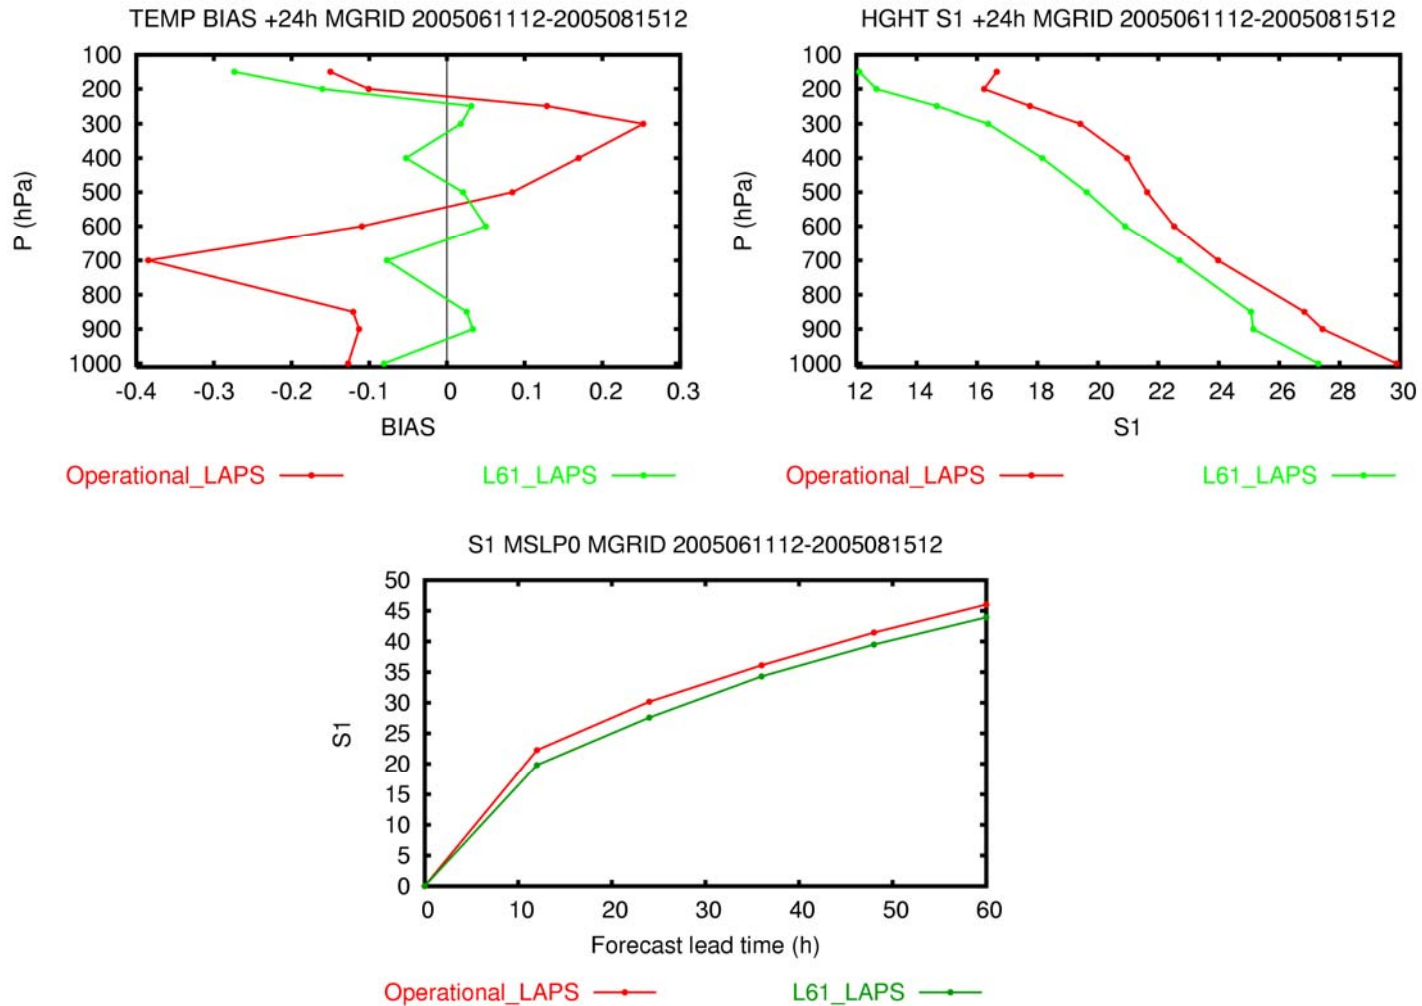 TEMP BIAS +24h MGRID 2005061112-2005081512
100
200
300
400
500
600
700
800
900
1000
P (hPa)
-0.4 -0.3 -0.2 -0.1 0 0.1 0.2 0.3
BIAS
Operational_LAPS L61_LAPS
HGHT S1 +24h MGRID 2005061112-2005081512
100
200
300
400
500
600
700
800
900
1000
P (hPa)
12 14 16 18 20 22 24 26 28 30
S1
Operational_LAPS L61_LAPS
S1 MSLP0 MGRID 2005061112-2005081512
50
45
40
35
30
25
20
15
10
5
0
S1
0 10 20 30 40 50 60
Forecast lead time (h)
Operational_LAPS L61_LAPS